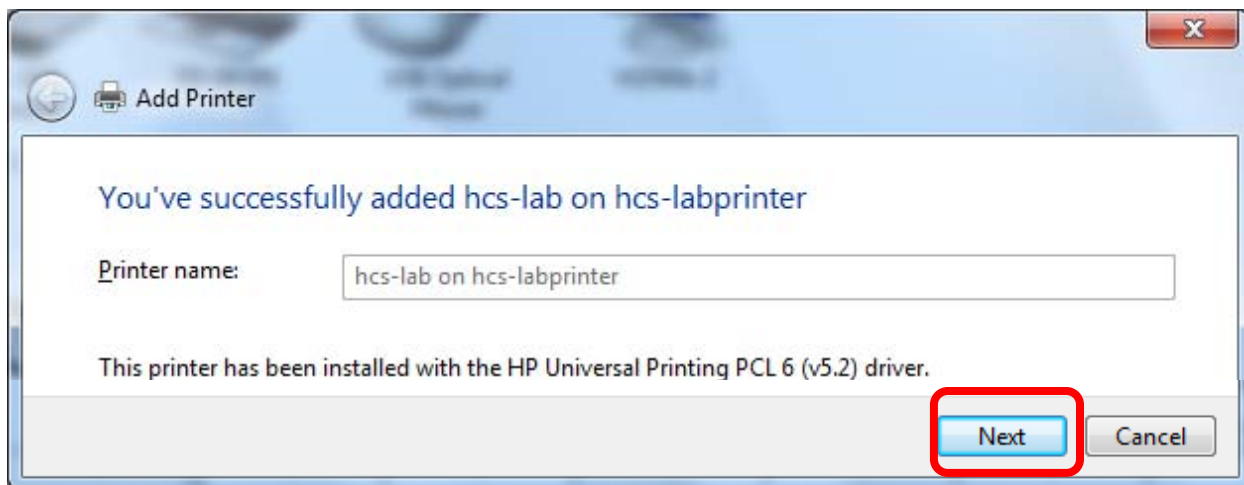 Add Printer
You've successfully added hcs-lab on hcs-labprinter
Printer name:
hcs-lab on hcs-labprinter
This printer has been installed with the HP Universal Printing PCL 6 (v5.2) driver.
Next
Cancel